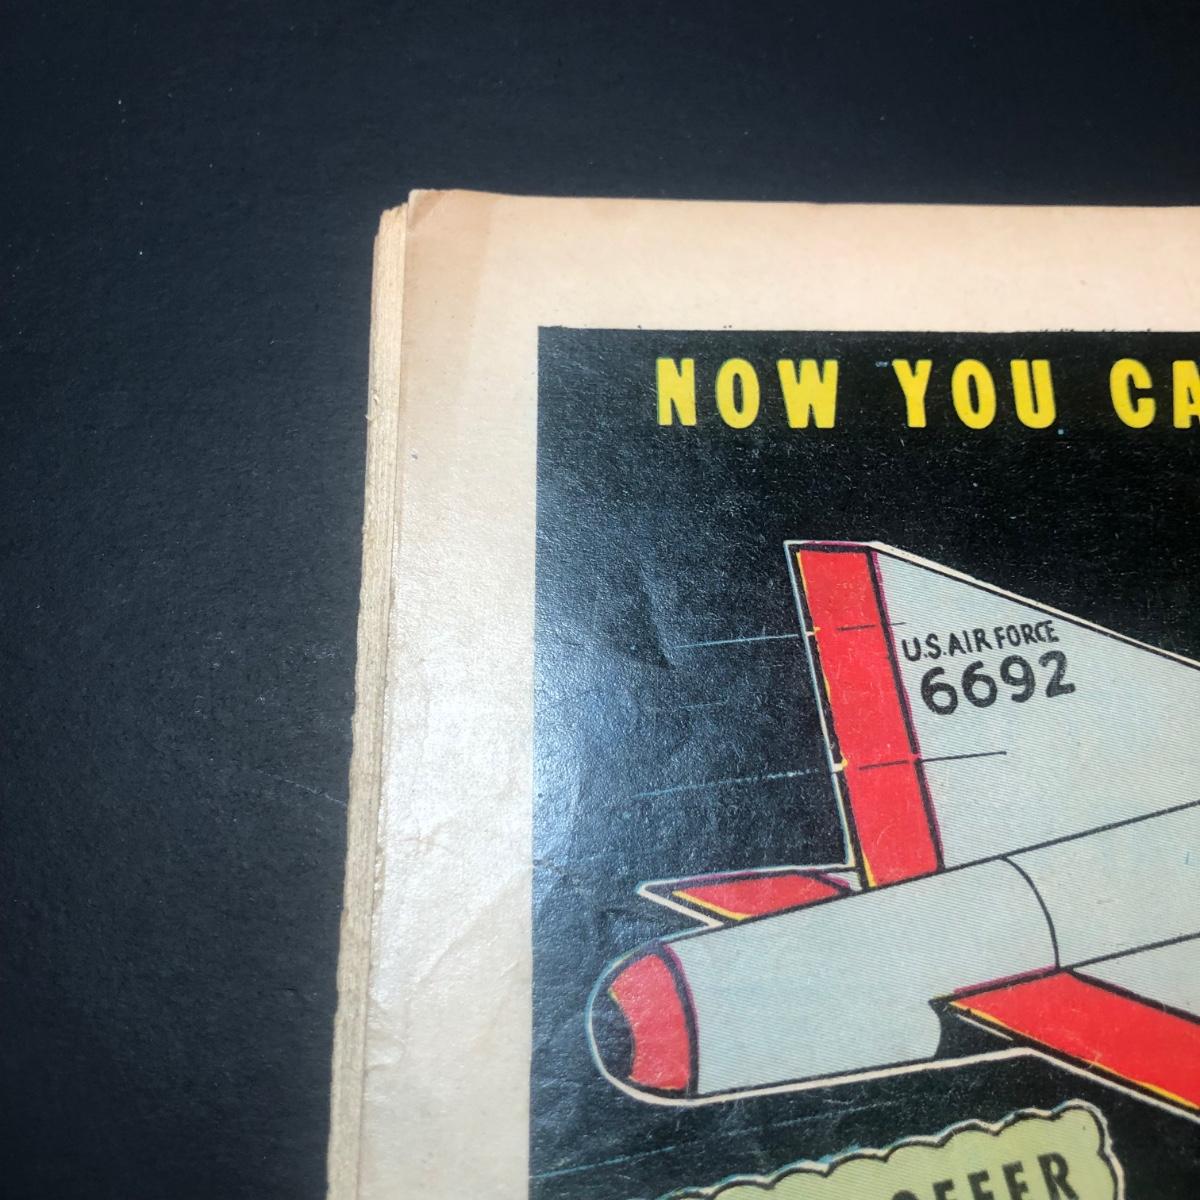 NOW YOU CA
U.S. AIR FORCE
6692
OFFER